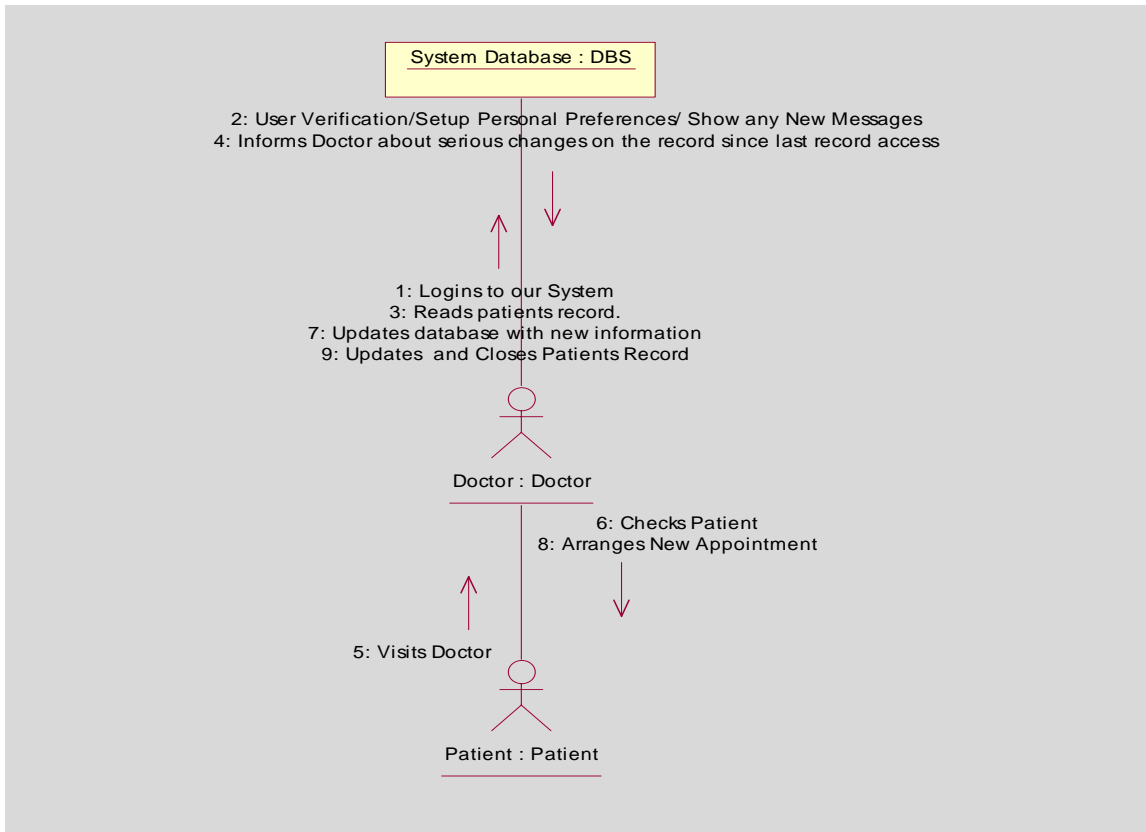 System Database : DBS
2: User Verification/Setup Personal Preferences/ Show any New Messages
4: Informs Doctor about serious changes on the record since last record access
1: Logins to our System
3: Reads patients record.
7: Updates database with new information
9: Updates and Closes Patients Record
Doctor : Doctor
6: Checks Patient
8: Arranges New Appointment
5: Visits Doctor
Patient : Patient